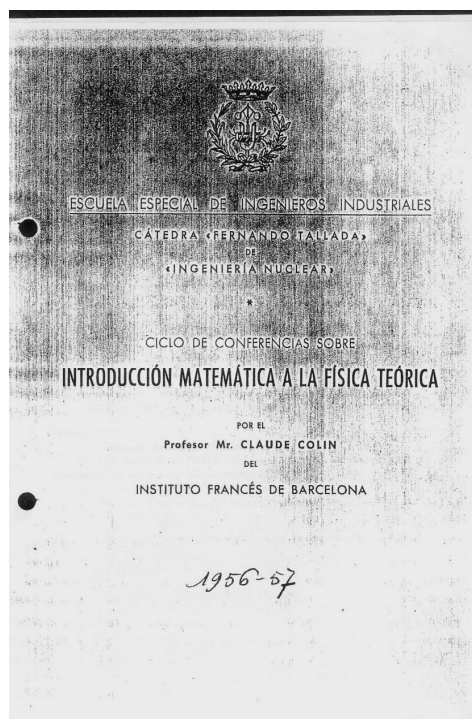 ESCUELA ESPECIAL DE INGENIEROS INDUSTRIALES
CÁTEDRA «FERNANDO TALLADA»
DE
«INGENIERÍA NUCLEAR»
*
CICLO DE CONFERENCIAS SOBRE
INTRODUCCIÓN MATEMÁTICA A LA FÍSICA TEÓRICA
POR EL
Profesor Mr. CLAUDE COLIN
DEL
INSTITUTO FRANCÉS DE BARCELONA
1956-57